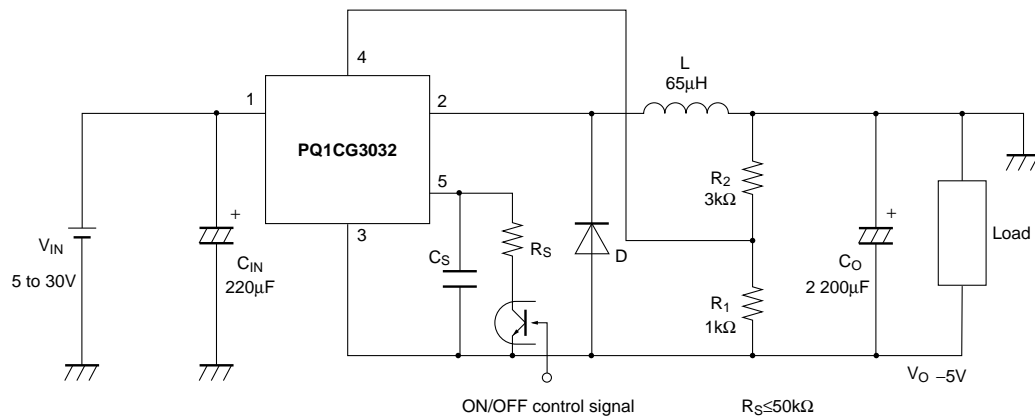 4
L
65μH
1
2
PQ1CG3032
5
R2
3kΩ
3
+
+
VIN
5 to 30V
CIN
220μF
CS
RS
D
CO
2 200μF
Load
R1
1kΩ
VO –5V
ON/OFF control signal
RS≤50kΩ